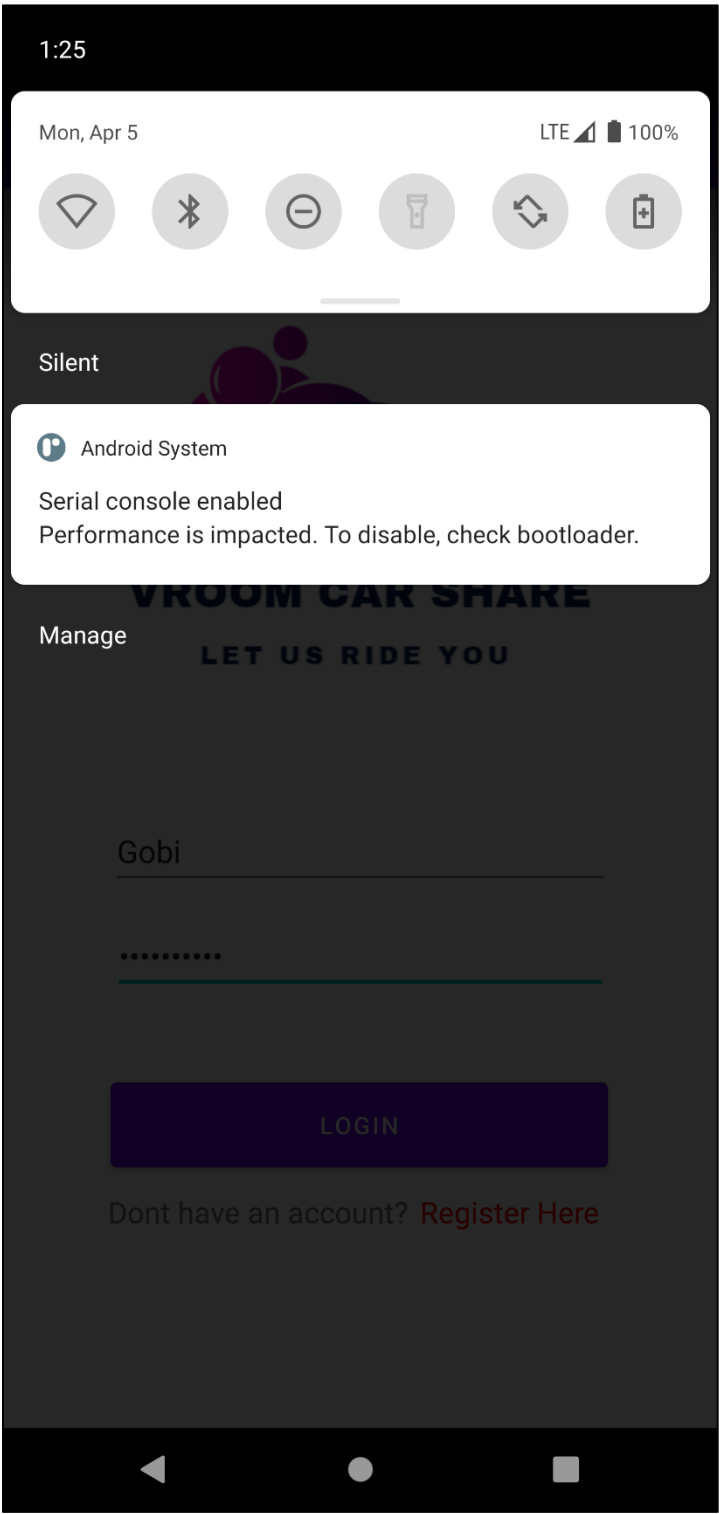 1:25
Mon, Apr 5 LTE 100%
Silent
Android System
Serial console enabled
Performance is impacted. To disable, check bootloader.
VROOM CAR SHARE
Manage
LET US RIDE YOU
Gobi
••••••••••
LOGIN
Dont have an account? Register Here